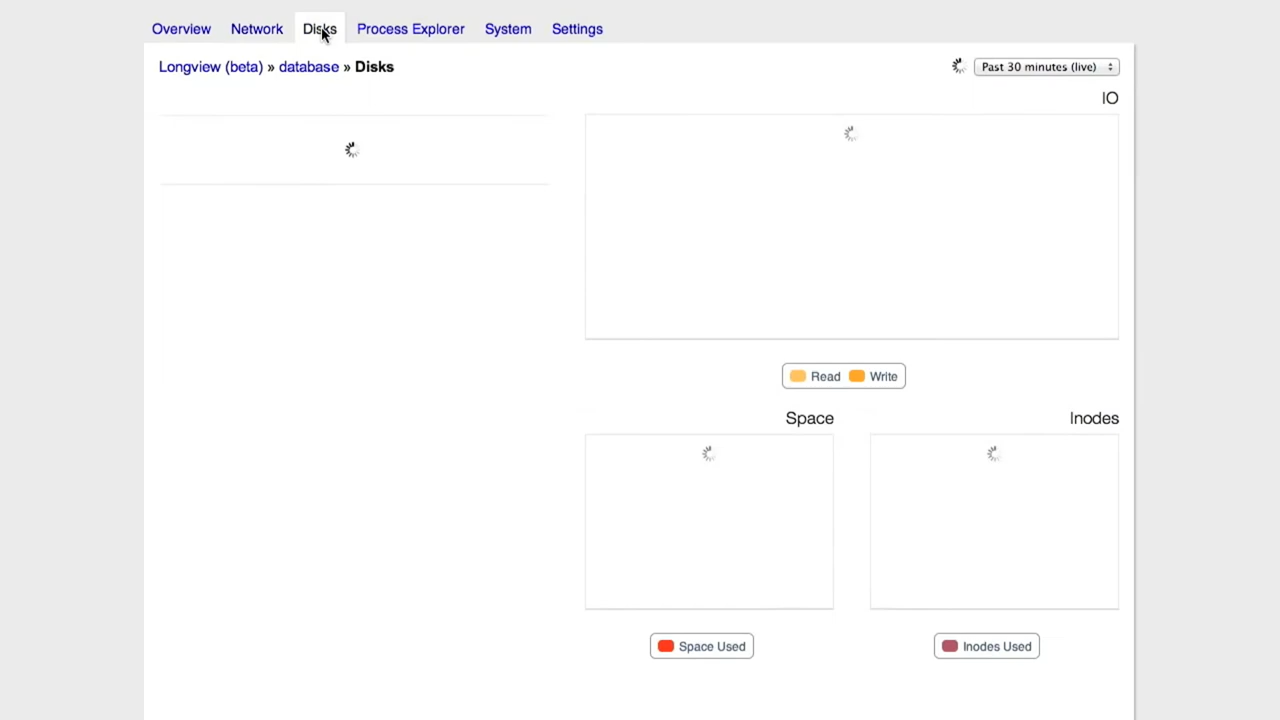 Overview Network Disks Process Explorer System Settings
Longview (beta) » database » Disks
Past 30 minutes (live)
IO
Read Write
Space Inodes
Space Used Inodes Used